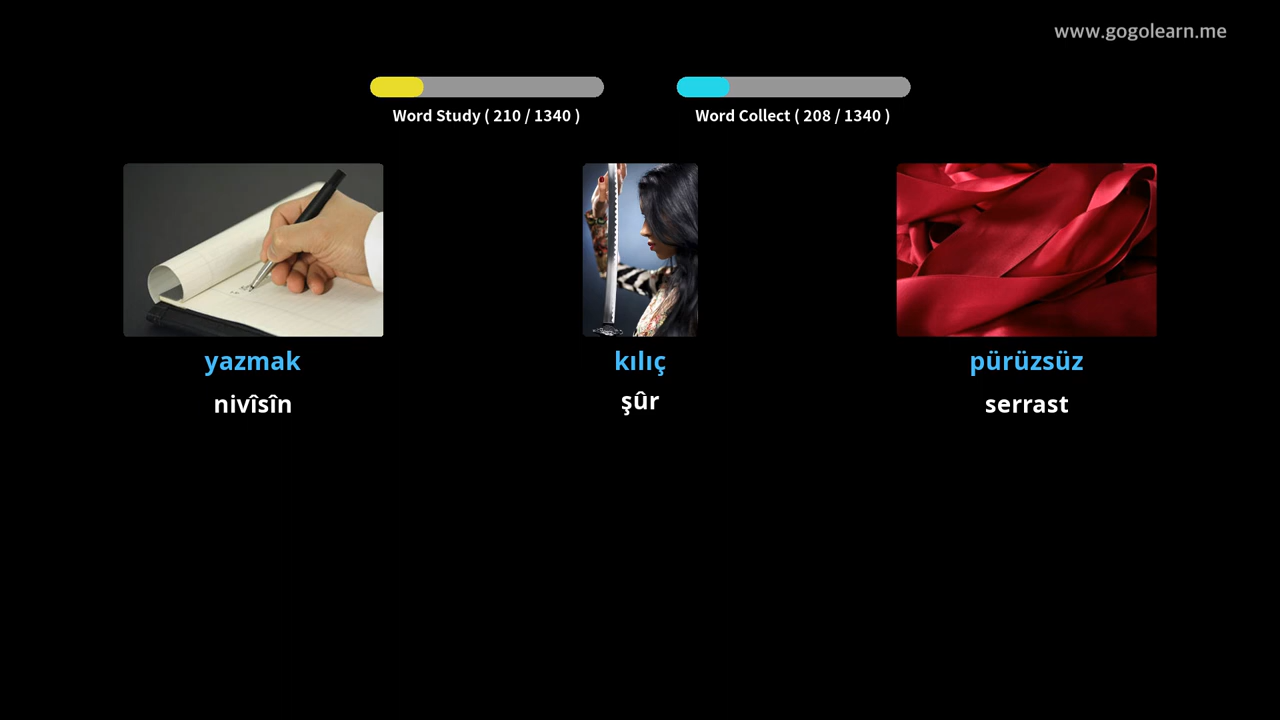 www.gogolearn.me
Word Study ( 210 / 1340 )
Word Collect ( 208 / 1340 )
yazmak
kılıç
pürüzsüz
nivîsîn
şûr
serrast